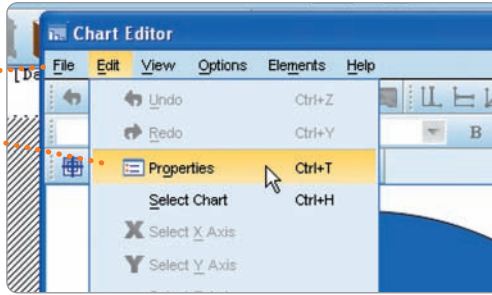 Chart Editor
File Edit View Options Elements Help
[Da
Undo Ctrl+Z
Redo Ctrl+Y
B
Properties Ctrl+T
Select Chart Ctrl+H
X Select X Axis
Y Select Y Axis